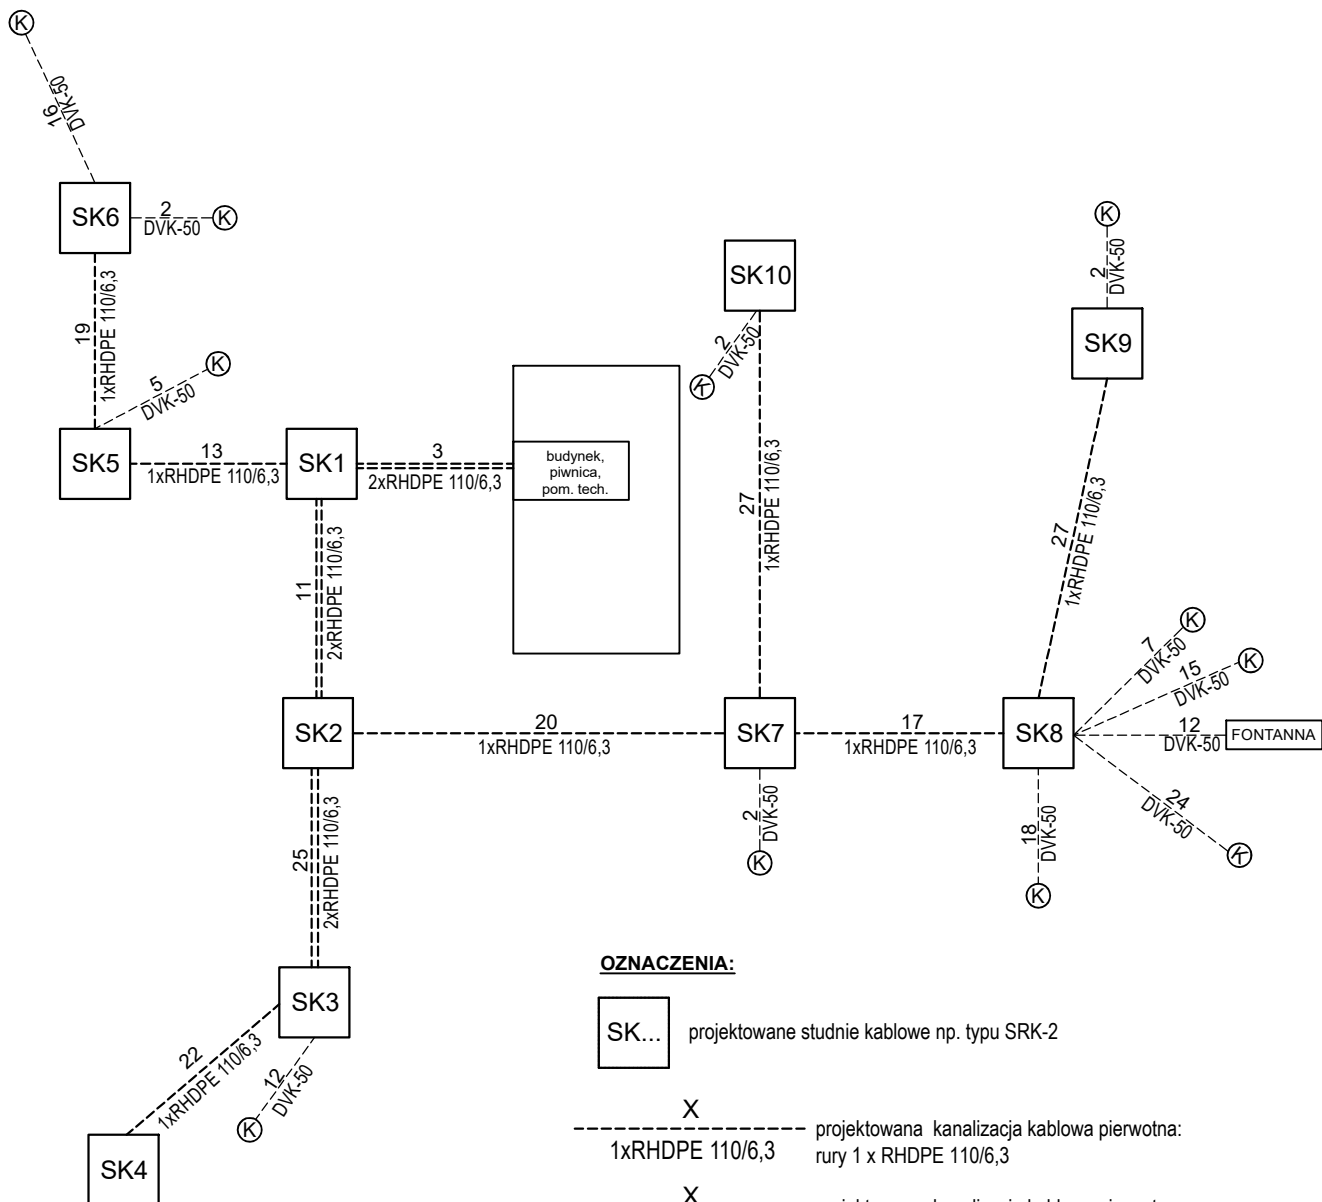 K
16
DVK-50
SK6
2
DVK-50
K
19
1xRHDPE 110/6,3
5
DVK-50
K
SK5
13
1xRHDPE 110/6,3
SK1
3
2xRHDPE 110/6,3
budynek,
piwnica,
pom. tech.
11
2xRHDPE 110/6,3
SK10
2
DVK-50
K
27
1xRHDPE 110/6,3
K
2
DVK-50
SK9
27
1xRHDPE 110/6,3
SK2
20
1xRHDPE 110/6,3
SK7
17
1xRHDPE 110/6,3
SK8
7
DVK-50
K
15
DVK-50
K
12
DVK-50
FONTANNA
24
DVK-50
K
18
DVK-50
K
2
DVK-50
K
25
2xRHDPE 110/6,3
SK3
22
1xRHDPE 110/6,3
12
DVK-50
K
SK4
OZNACZENIA:
SK... projektowane studnie kablowe np. typu SRK-2
X
1xRHDPE 110/6,3
projektowana kanalizacja kablowa pierwotna:
rury 1 x RHDPE 110/6,3
X